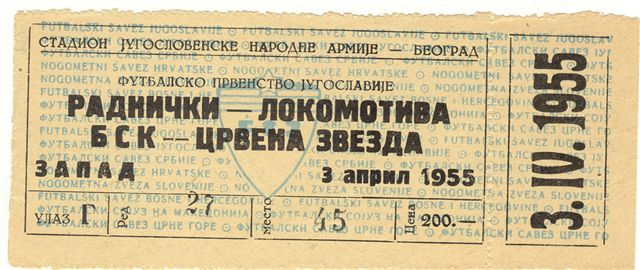 СТАДИОН ЈУГОСЛОВЕНСКЕ НАРОДНЕ АРМИЈЕ — БЕОГРАД
ФУТБАЛСКО ПРВЕНСТВО ЈУГОСЛАВИЈЕ
РАДНИЧКИ — ЛОКОМОТИВА
БСК — ЦРВЕНА ЗВЕЗДА
ЗАПАД 3 април 1955
УЛАЗ Г ред 27 место 45 Цена 200.—
3. IV. 1955